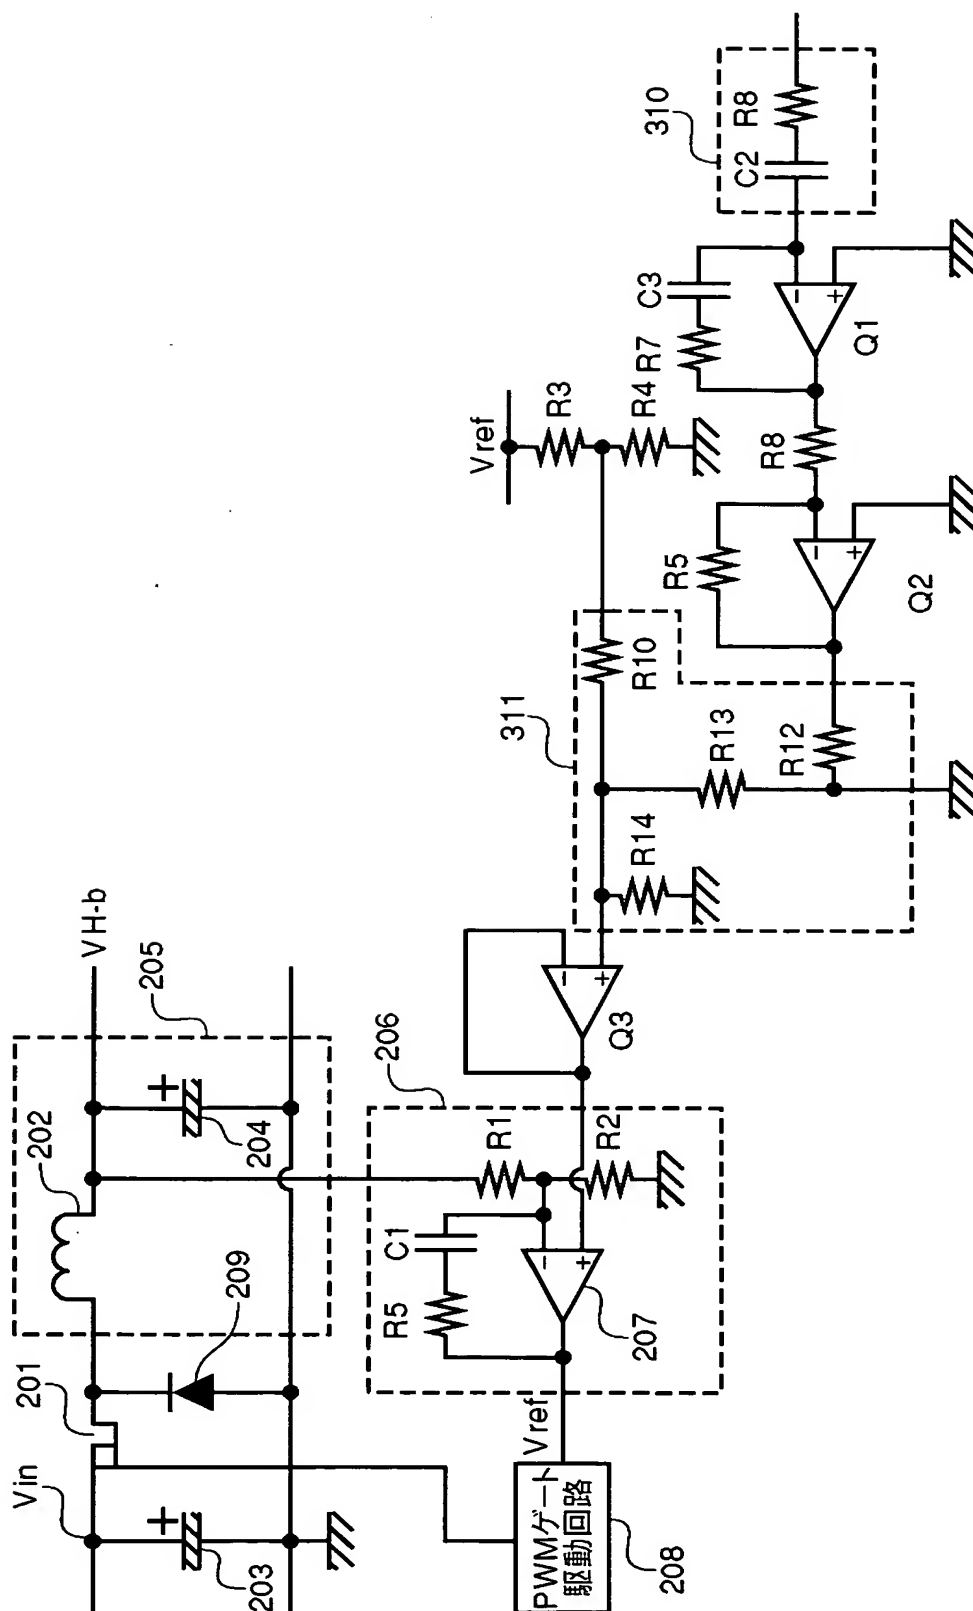 Vin
201
202
VH-b
205
203
209
204
206
R1
R2
C1
R5
207
Vref
PWMゲート
駆動回路
208
Q3
311
R14
R13
R12
R10
Vref
R3
R4
R5
Q2
R8
R7
C3
Q1
310
C2
R8
+
+
−
+
−
+
−
+
−
+